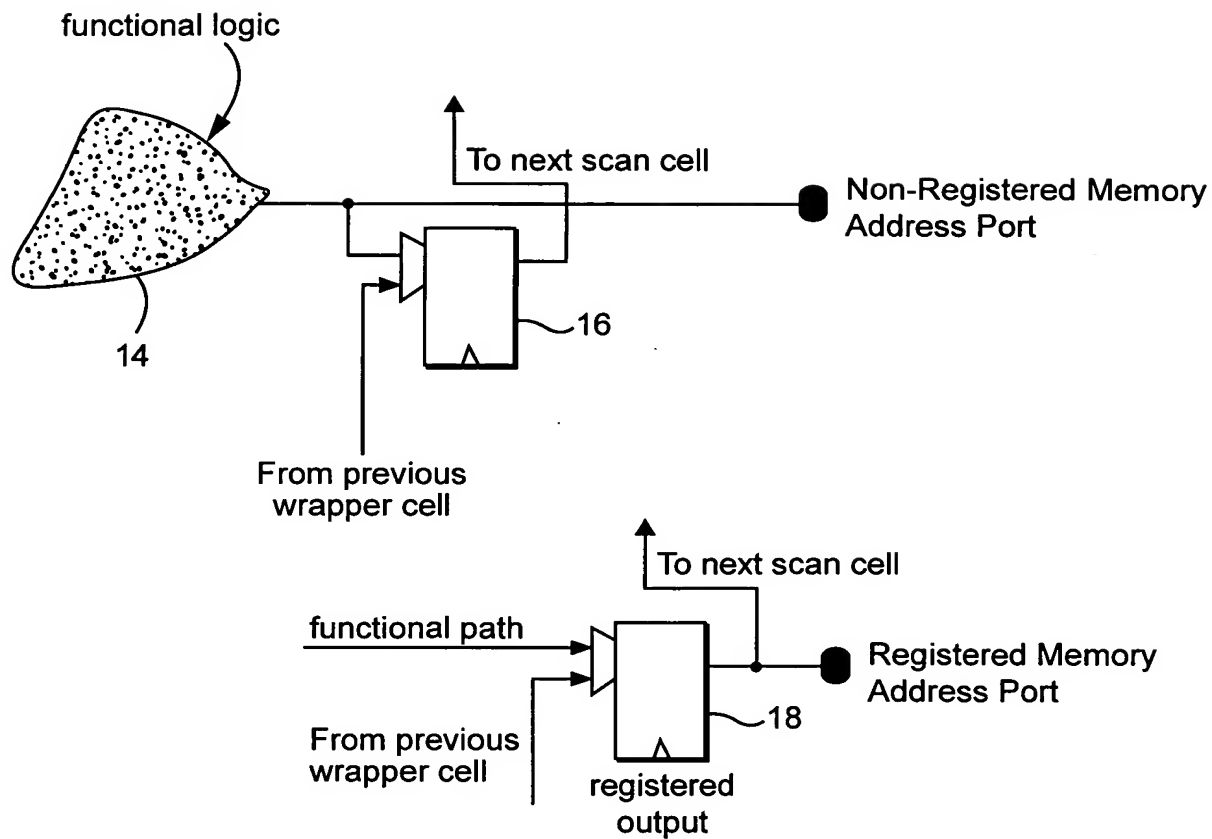 functional logic
To next scan cell
Non-Registered Memory
Address Port
16
14
From previous
wrapper cell
To next scan cell
functional path
Registered Memory
Address Port
18
From previous
wrapper cell
registered
output